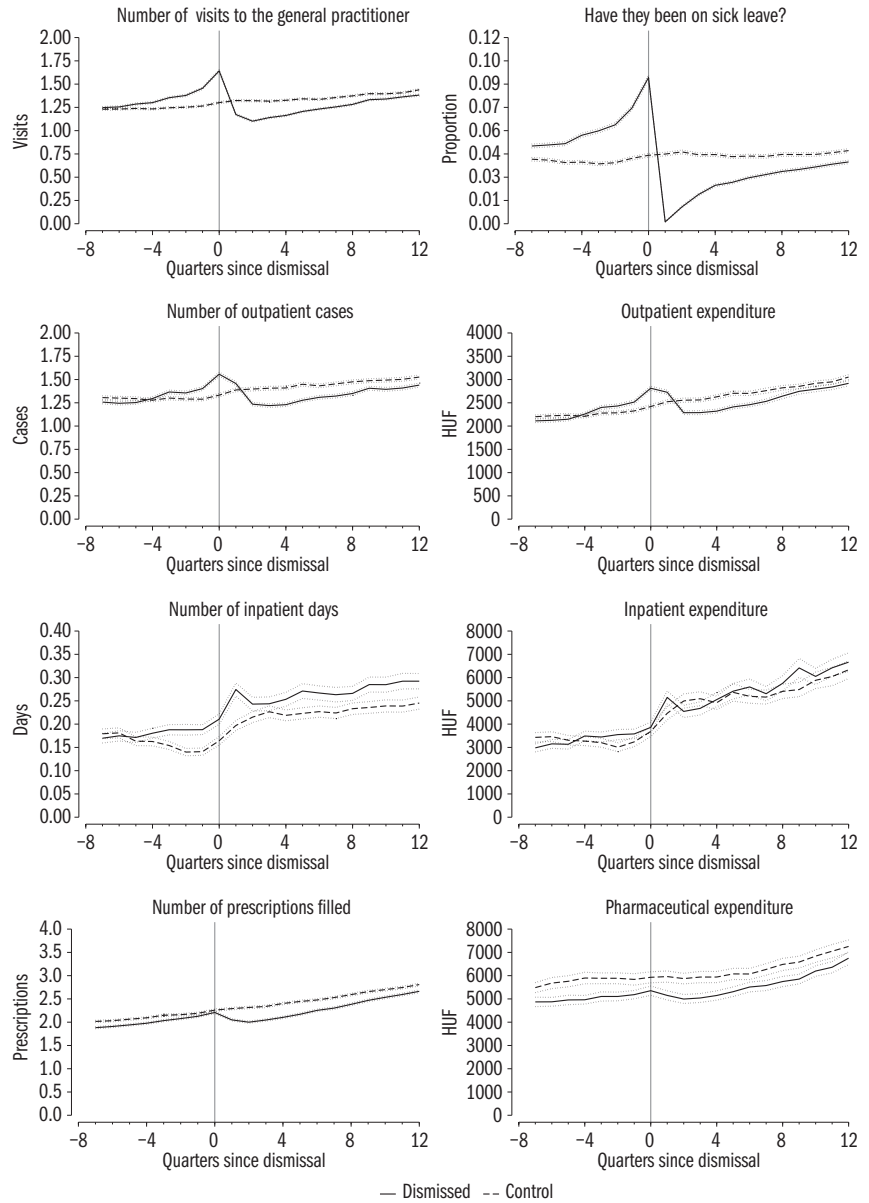 Number of visits to the general practitioner
2.00
1.75
1.50
1.25
1.00
0.75
0.50
0.25
0.00
Visits
−8 −4 0 4 8 12
Quarters since dismissal
Have they been on sick leave?
0.12
0.10
0.09
0.07
0.06
0.04
0.03
0.01
0.00
Proportion
−8 −4 0 4 8 12
Quarters since dismissal
Number of outpatient cases
2.00
1.75
1.50
1.25
1.00
0.75
0.50
0.25
0.00
Cases
−8 −4 0 4 8 12
Quarters since dismissal
Outpatient expenditure
4000
3500
3000
2500
2000
1500
1000
500
0
HUF
−8 −4 0 4 8 12
Quarters since dismissal
Number of inpatient days
0.40
0.35
0.30
0.25
0.20
0.15
0.10
0.05
0.00
Days
−8 −4 0 4 8 12
Quarters since dismissal
Inpatient expenditure
8000
7000
6000
5000
4000
3000
2000
1000
0
HUF
−8 −4 0 4 8 12
Quarters since dismissal
Number of prescriptions filled
4.0
3.5
3.0
2.5
2.0
1.5
1.0
0.5
0.0
Prescriptions
−8 −4 0 4 8 12
Quarters since dismissal
Pharmaceutical expenditure
8000
7000
6000
5000
4000
3000
2000
1000
0
HUF
−8 −4 0 4 8 12
Quarters since dismissal
Dismissed Control